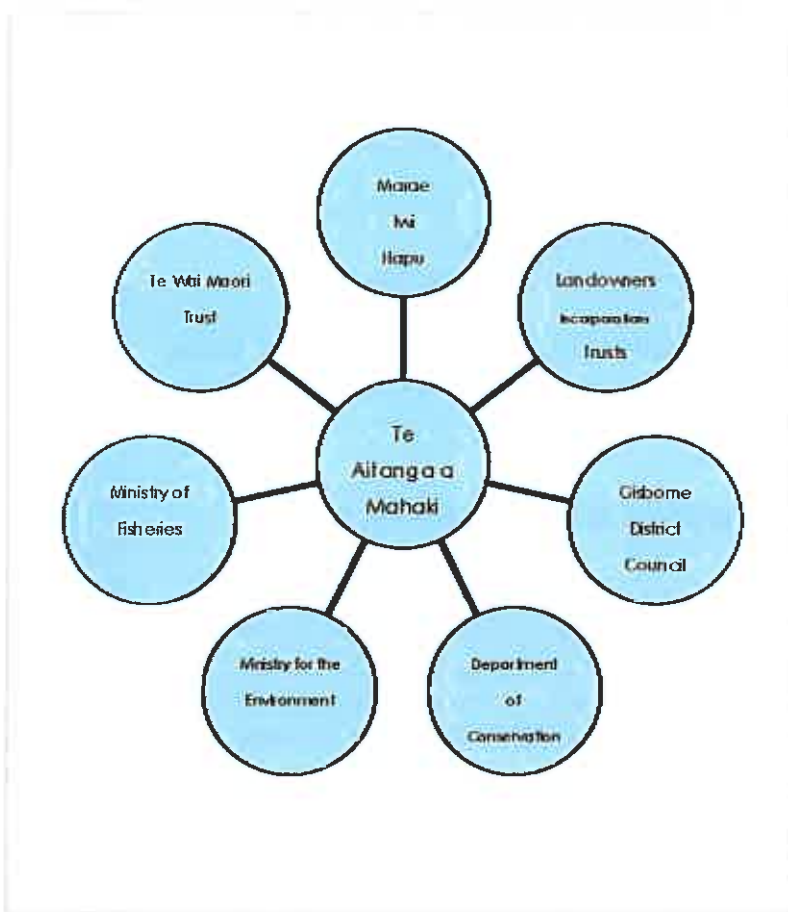 Marae
Iwi
Hapu
Te Wai Maori
Trust
Landowners
Incorporation
Trusts
Te
Aitanga a
Mahaki
Ministry of
Fisheries
Gisborne
District
Council
Ministry for the
Environment
Department
of
Conservation